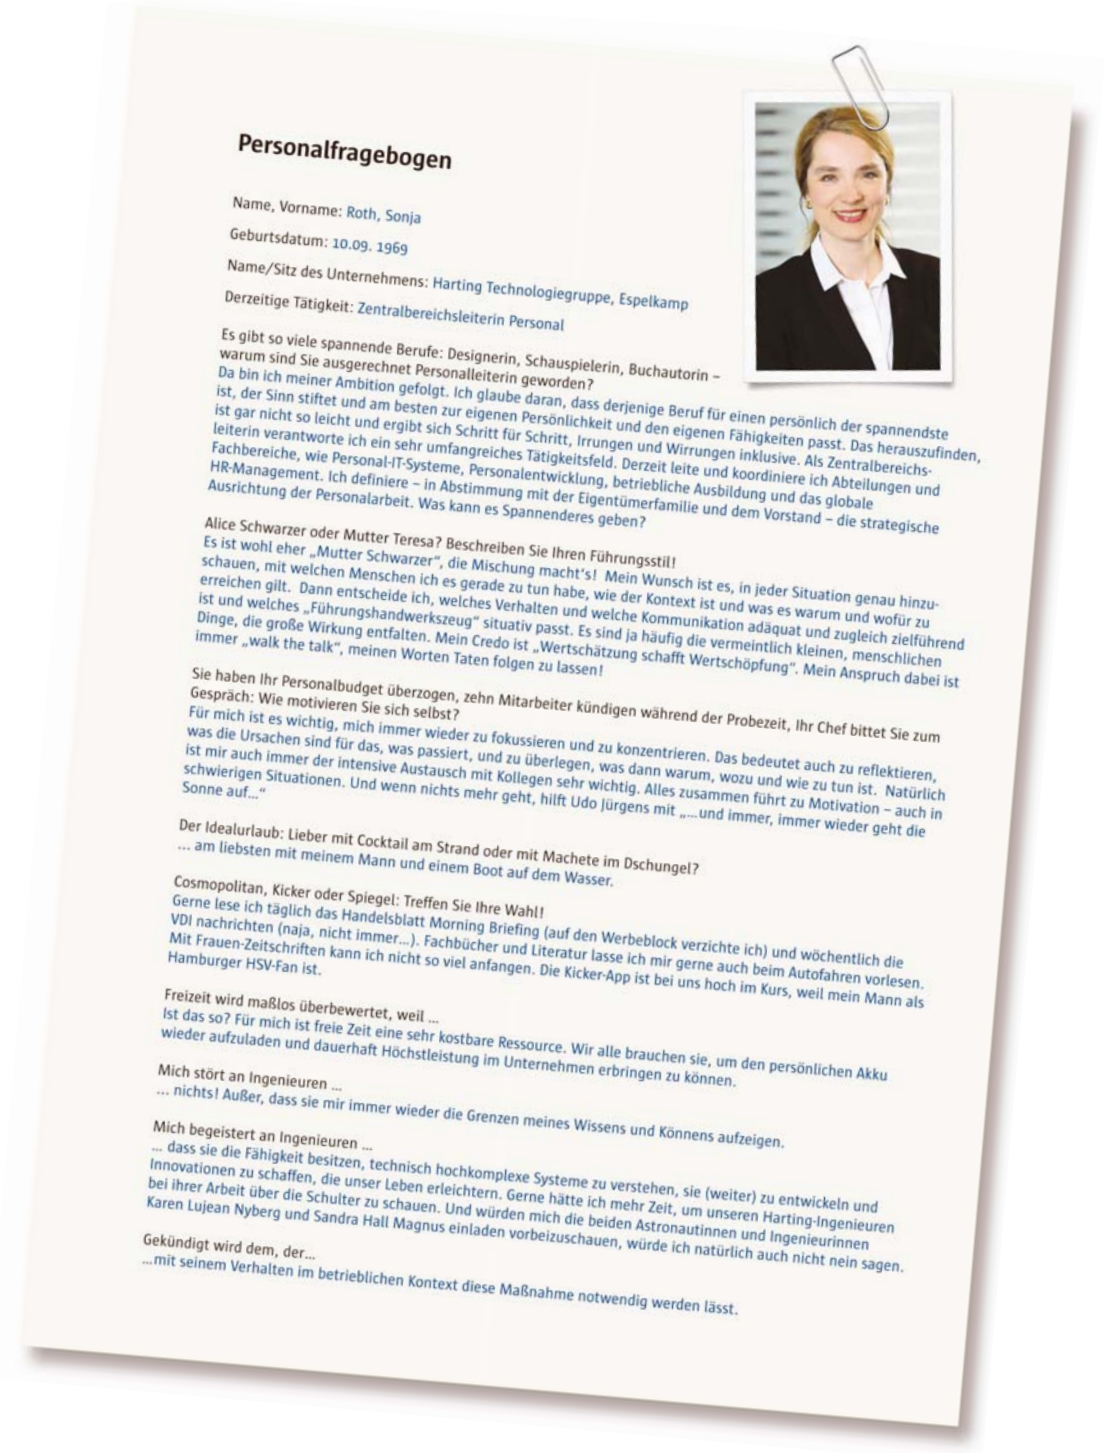 Personalfragebogen
Name, Vorname: Roth, Sonja
Geburtsdatum: 10.09. 1969
Name/Sitz des Unternehmens: Harting Technologiegruppe, Espelkamp
Derzeitige Tätigkeit: Zentralbereichsleiterin Personal
Es gibt so viele spannende Berufe: Designerin, Schauspielerin, Buchautorin –
warum sind Sie ausgerechnet Personalleiterin geworden?
Da bin ich meiner Ambition gefolgt. Ich glaube daran, dass derjenige Beruf für einen persönlich der spannendste
ist, der Sinn stiftet und am besten zur eigenen Persönlichkeit und den eigenen Fähigkeiten passt. Das herauszufinden,
ist gar nicht so leicht und ergibt sich Schritt für Schritt, Irrungen und Wirrungen inklusive. Als Zentralbereichs-
leiterin verantworte ich ein sehr umfangreiches Tätigkeitsfeld. Derzeit leite und koordiniere ich Abteilungen und
Fachbereiche, wie Personal-IT-Systeme, Personalentwicklung, betriebliche Ausbildung und das globale
HR-Management. Ich definiere – in Abstimmung mit der Eigentümerfamilie und dem Vorstand – die strategische
Ausrichtung der Personalarbeit. Was kann es Spannenderes geben?
Alice Schwarzer oder Mutter Teresa? Beschreiben Sie Ihren Führungsstil!
Es ist wohl eher „Mutter Schwarzer“, die Mischung macht's! Mein Wunsch ist es, in jeder Situation genau hinzu-
schauen, mit welchen Menschen ich es gerade zu tun habe, wie der Kontext ist und was es warum und wofür zu
erreichen gilt. Dann entscheide ich, welches Verhalten und welche Kommunikation adäquat und zugleich zielführend
ist und welches „Führungshandwerkszeug“ situativ passt. Es sind ja häufig die vermeintlich kleinen, menschlichen
Dinge, die große Wirkung entfalten. Mein Credo ist „Wertschätzung schafft Wertschöpfung“. Mein Anspruch dabei ist
immer „walk the talk“, meinen Worten Taten folgen zu lassen!
Sie haben Ihr Personalbudget überzogen, zehn Mitarbeiter kündigen während der Probezeit, Ihr Chef bittet Sie zum
Gespräch: Wie motivieren Sie sich selbst?
Für mich ist es wichtig, mich immer wieder zu fokussieren und zu konzentrieren. Das bedeutet auch zu reflektieren,
was die Ursachen sind für das, was passiert, und zu überlegen, was dann warum, wozu und wie zu tun ist. Natürlich
ist mir auch immer der intensive Austausch mit Kollegen sehr wichtig. Alles zusammen führt zu Motivation – auch in
schwierigen Situationen. Und wenn nichts mehr geht, hilft Udo Jürgens mit „...und immer, immer wieder geht die
Sonne auf...“
Der Idealurlaub: Lieber mit Cocktail am Strand oder mit Machete im Dschungel?
... am liebsten mit meinem Mann und einem Boot auf dem Wasser.
Cosmopolitan, Kicker oder Spiegel: Treffen Sie Ihre Wahl!
Gerne lese ich täglich das Handelsblatt Morning Briefing (auf den Werbeblock verzichte ich) und wöchentlich die
VDI nachrichten (naja, nicht immer...). Fachbücher und Literatur lasse ich mir gerne auch beim Autofahren vorlesen.
Mit Frauen-Zeitschriften kann ich nicht so viel anfangen. Die Kicker-App ist bei uns hoch im Kurs, weil mein Mann als
Hamburger HSV-Fan ist.
Freizeit wird maßlos überbewertet, weil ...
Ist das so? Für mich ist freie Zeit eine sehr kostbare Ressource. Wir alle brauchen sie, um den persönlichen Akku
wieder aufzuladen und dauerhaft Höchstleistung im Unternehmen erbringen zu können.
Mich stört an Ingenieuren ...
... nichts! Außer, dass sie mir immer wieder die Grenzen meines Wissens und Könnens aufzeigen.
Mich begeistert an Ingenieuren ...
... dass sie die Fähigkeit besitzen, technisch hochkomplexe Systeme zu verstehen, sie (weiter) zu entwickeln und
Innovationen zu schaffen, die unser Leben erleichtern. Gerne hätte ich mehr Zeit, um unseren Harting-Ingenieuren
bei ihrer Arbeit über die Schulter zu schauen. Und würden mich die beiden Astronautinnen und Ingenieurinnen
Karen Lujean Nyberg und Sandra Hall Magnus einladen vorbeizuschauen, würde ich natürlich auch nicht nein sagen.
Gekündigt wird dem, der...
...mit seinem Verhalten im betrieblichen Kontext diese Maßnahme notwendig werden lässt.